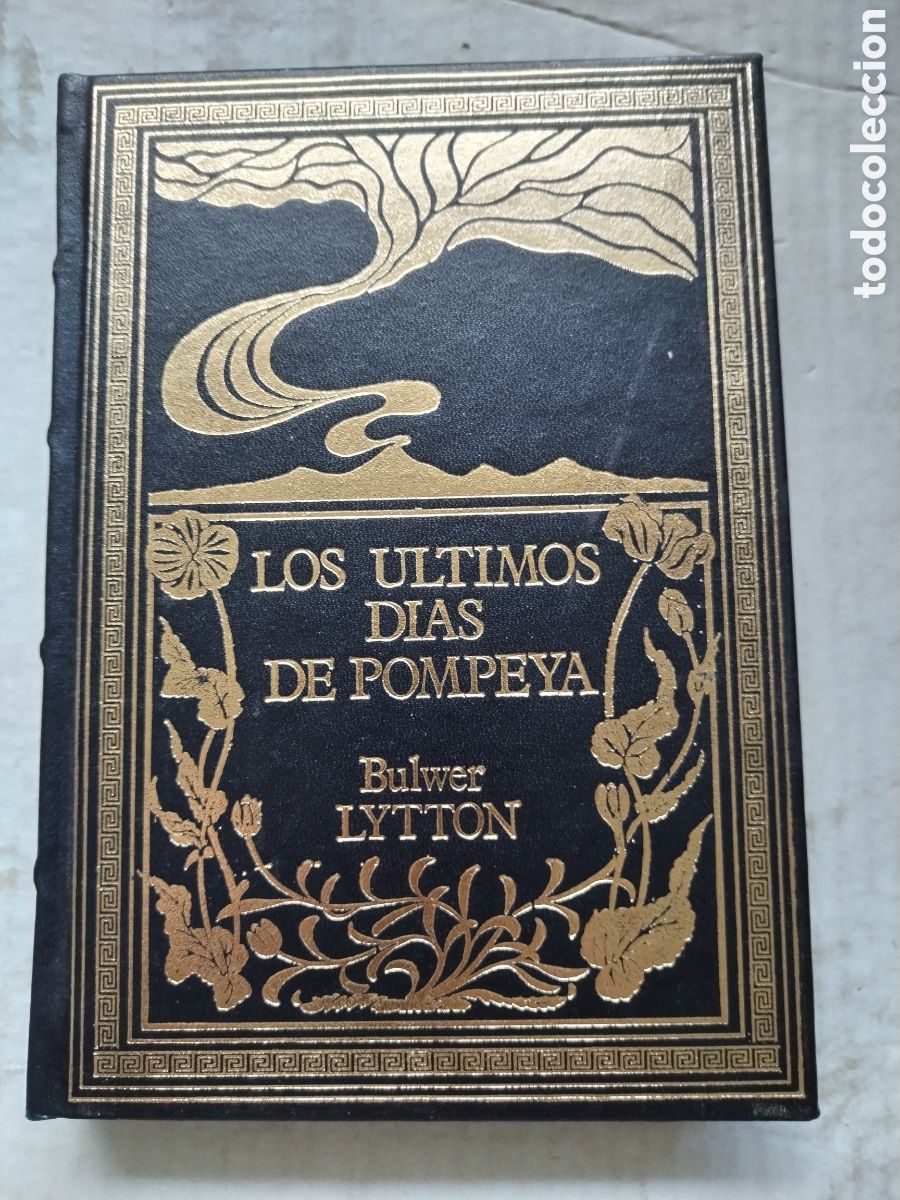 LOS ULTIMOS
DIAS
DE POMPEYA
Bulwer
LYTTON
todocoleccion